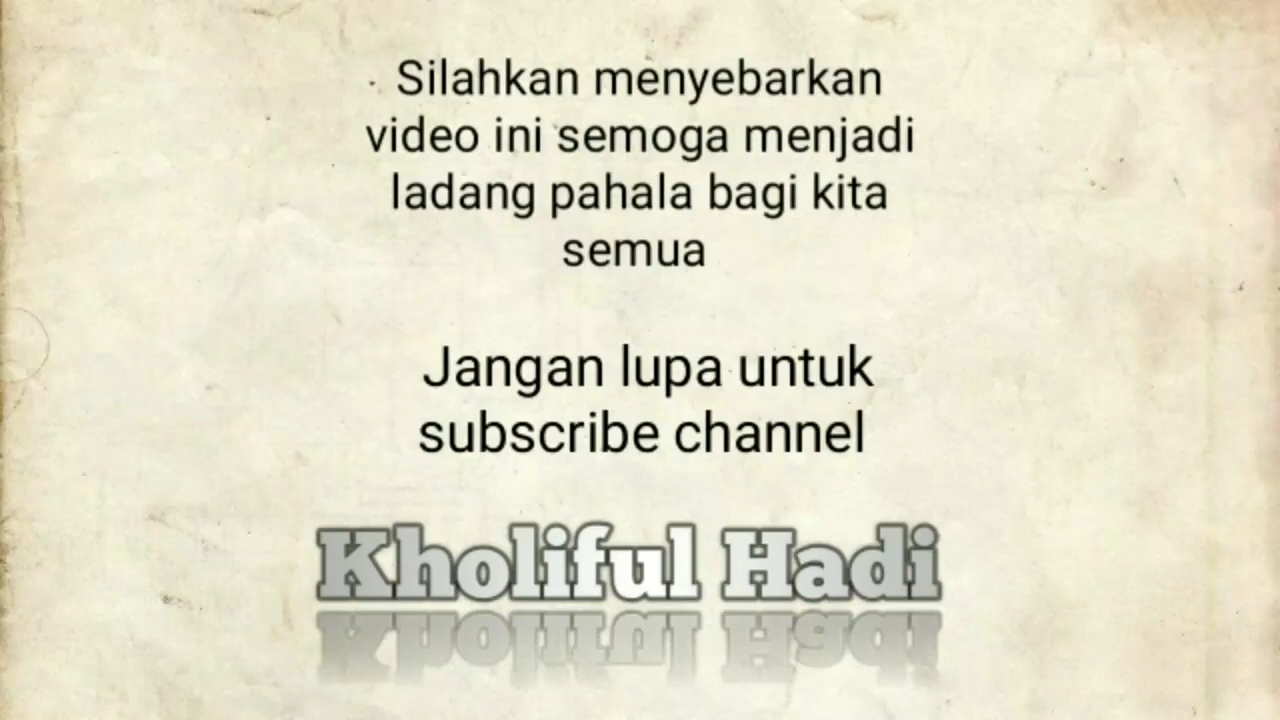 Silahkan menyebarkan
video ini semoga menjadi
ladang pahala bagi kita
semua
Jangan lupa untuk
subscribe channel
Kholiful Hadi